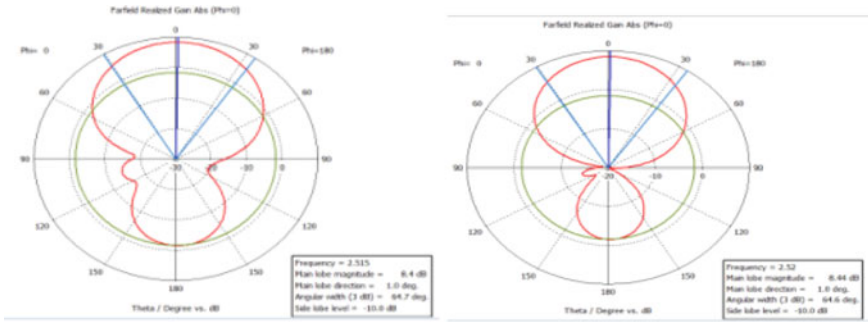 Farfield Realized Gain Abs (Phi=0)
0
Phi= 0
30
30
Phi=180
60
60
90
-30
-20
-10
0
90
120
120
150
150
180
Theta / Degree vs. dB
Frequency = 2.515
Main lobe magnitude = 8.4 dB
Main lobe direction = 1.0 deg.
Angular width (3 dB) = 64.7 deg.
Side lobe level = -10.0 dB
Farfield Realized Gain Abs (Phi=0)
0
Phi= 0
30
30
Phi=180
60
60
90
-20
-10
0
90
120
120
150
150
180
Theta / Degree vs. dB
Frequency = 2.52
Main lobe magnitude = 8.44 dB
Main lobe direction = 1.0 deg.
Angular width (3 dB) = 64.6 deg.
Side lobe level = -10.0 dB